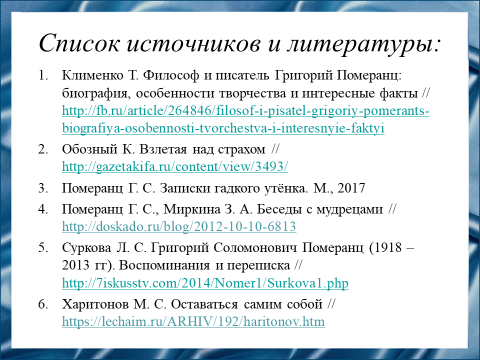 Список источников и литературы:
1. Клименко Т. Философ и писатель Григорий Померанц:
биография, особенности творчества и интересные факты //
http://fb.ru/article/264846/filosof-i-pisatel-grigoriy-pomerants-
biografiya-osobennosti-tvorchestva-i-interesnyie-faktyi
2. Обозный К. Взлетая над страхом //
http://gazetakifa.ru/content/view/3493/
3. Померанц Г. С. Записки гадкого утёнка. М., 2017
4. Померанц Г. С., Миркина З. А. Беседы с мудрецами //
http://doskado.ru/blog/2012-10-10-6813
5. Суркова Л. С. Григорий Соломонович Померанц (1918 –
2013 гг). Воспоминания и переписка //
http://7iskusstv.com/2014/Nomer1/Surkova1.php
6. Харитонов М. С. Оставаться самим собой //
https://lechaim.ru/ARHIV/192/haritonov.htm